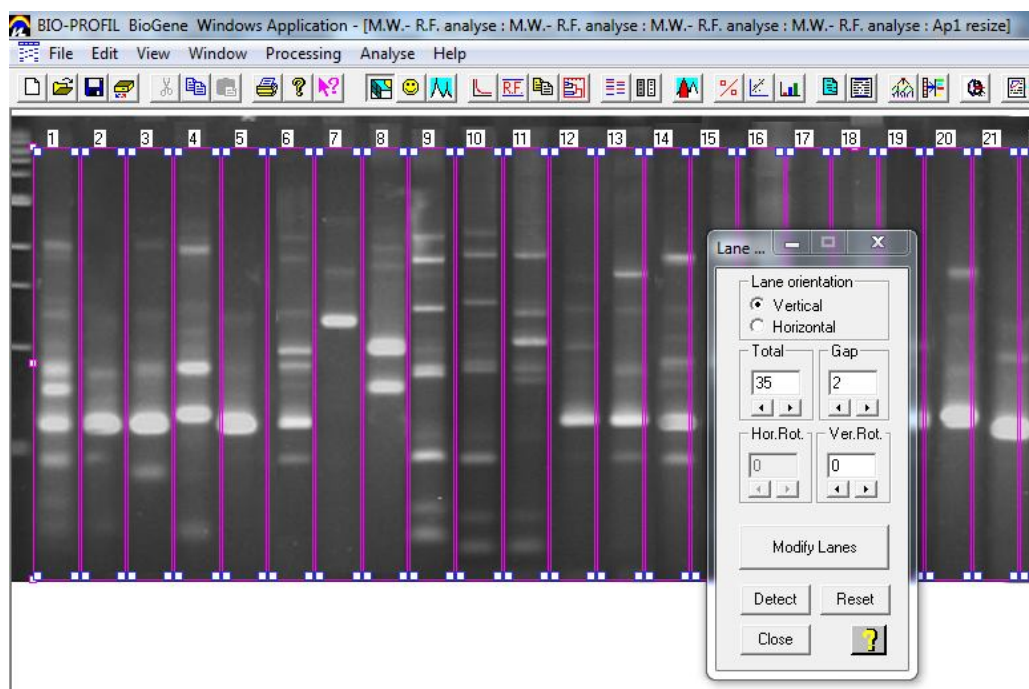 BIO-PROFIL BioGene Windows Application - [M.W.- R.F. analyse : M.W.- R.F. analyse : M.W.- R.F. analyse : M.W.- R.F. analyse : Ap1 resize]
File Edit View Window Processing Analyse Help
R.F.
1 2 3 4 5 6 7 8 9 10 11 12 13 14 15 16 17 18 19 20 21
Lane ...
Lane orientation
Vertical
Horizontal
Total Gap
35 2
Hor.Rot. Ver.Rot.
0 0
Modify Lanes
Detect Reset
Close